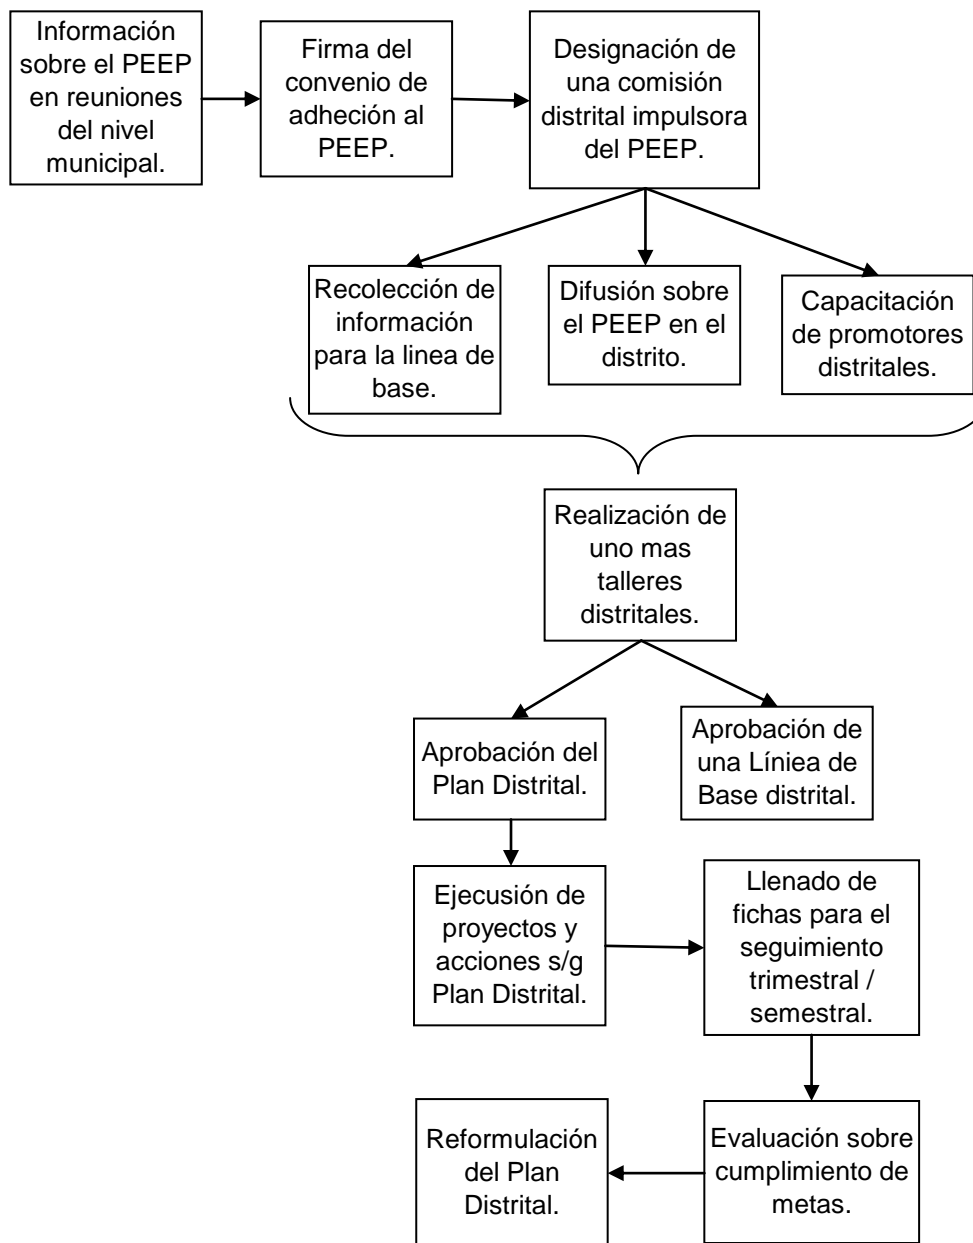 Información
sobre el PEEP
en reuniones
del nivel
municipal.
Firma del
convenio de
adheción al
PEEP.
Designación de
una comisión
distrital impulsora
del PEEP.
Recolección de
información
para la linea de
base.
Difusión sobre
el PEEP en el
distrito.
Capacitación
de promotores
distritales.
Realización de
uno mas
talleres
distritales.
Aprobación del
Plan Distrital.
Aprobación de
una Líniea de
Base distrital.
Ejecusión de
proyectos y
acciones s/g
Plan Distrital.
Llenado de
fichas para el
seguimiento
trimestral /
semestral.
Reformulación
del Plan
Distrital.
Evaluación sobre
cumplimiento de
metas.